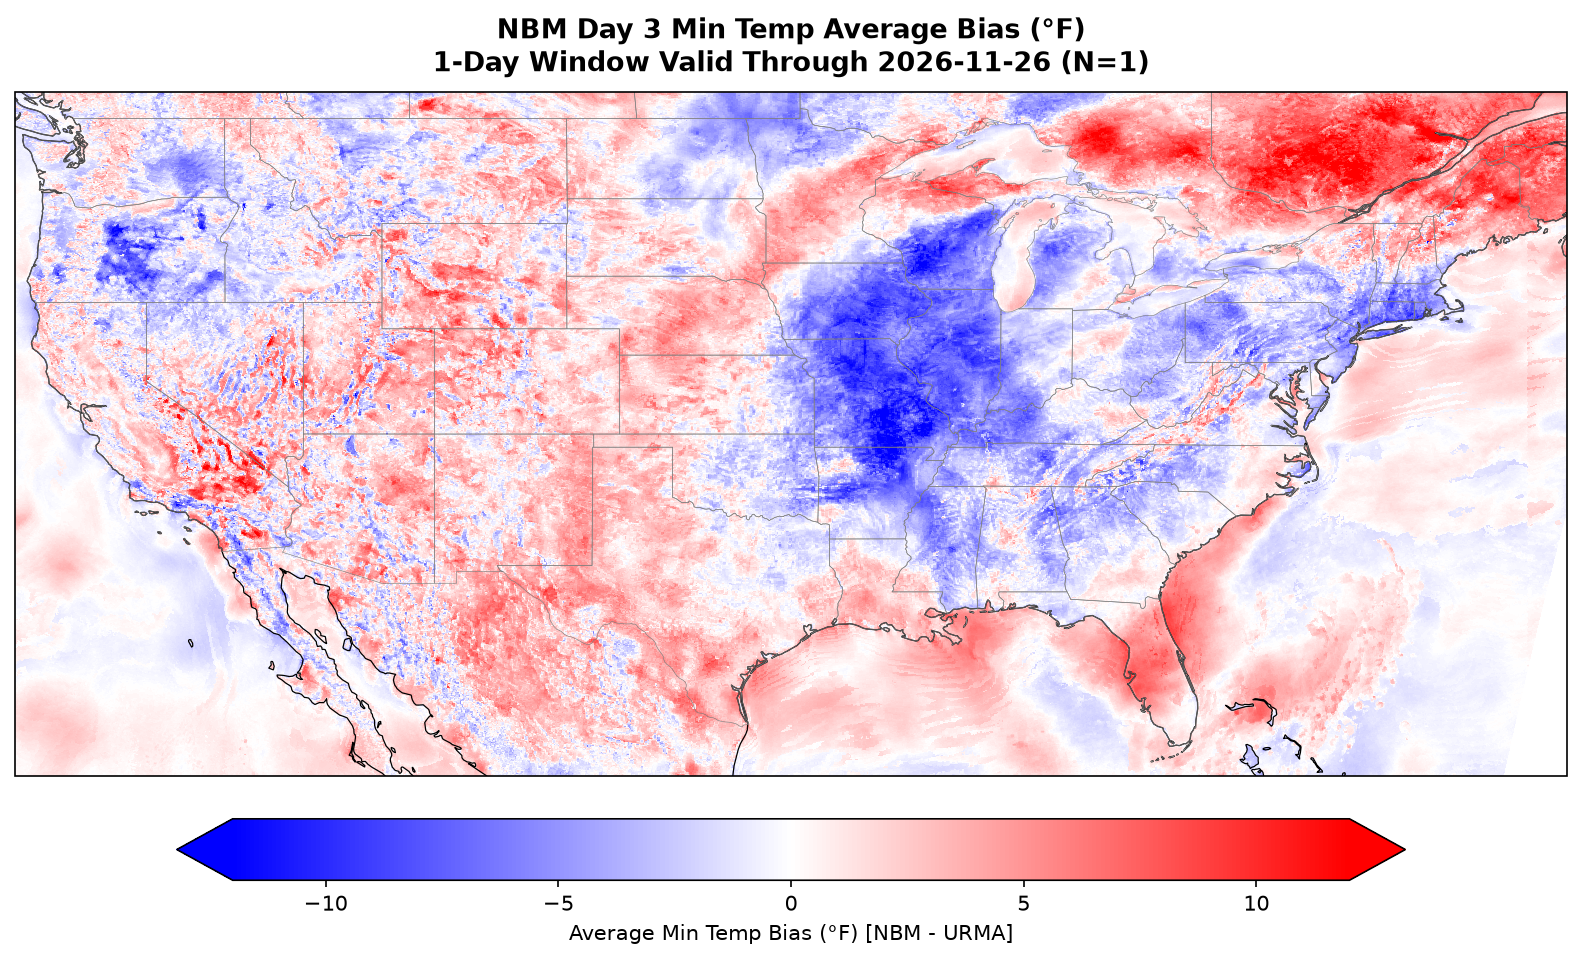 NBM Day 3 Min Temp Average Bias (°F)
1-Day Window Valid Through 2026-11-26 (N=1)
−10 −5 0 5 10
Average Min Temp Bias (°F) [NBM - URMA]